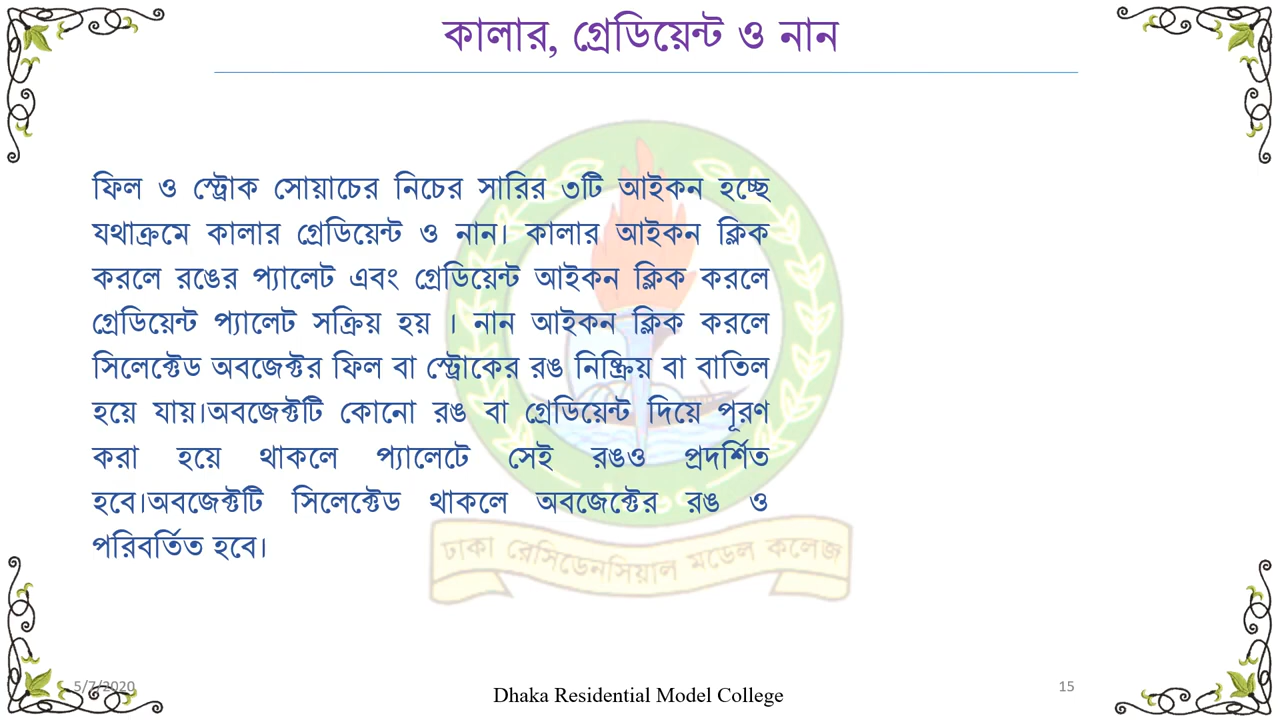 কালার, গ্রেডিয়েন্ট ও নান
ফিল ও স্ট্রোক সোয়াচের নিচের সারির ৩টি আইকন হচ্ছে
যথাক্রমে কালার গ্রেডিয়েন্ট ও নান। কালার আইকন ক্লিক
করলে রঙের প্যালেট এবং গ্রেডিয়েন্ট আইকন ক্লিক করলে
গ্রেডিয়েন্ট প্যালেট সক্রিয় হয় । নান আইকন ক্লিক করলে
সিলেক্টেড অবজেক্টর ফিল বা স্ট্রোকের রঙ নিষ্ক্রিয় বা বাতিল
হয়ে যায়।অবজেক্টটি কোনো রঙ বা গ্রেডিয়েন্ট দিয়ে পূরণ
করা হয়ে থাকলে প্যালেটে সেই রঙও প্রদর্শিত
হবে।অবজেক্টটি সিলেক্টেড থাকলে অবজেক্টের রঙ ও
পরিবর্তিত হবে।
ঢাকা রেসিডেনসিয়াল মডেল কলেজ
5/7/2020
Dhaka Residential Model College
15